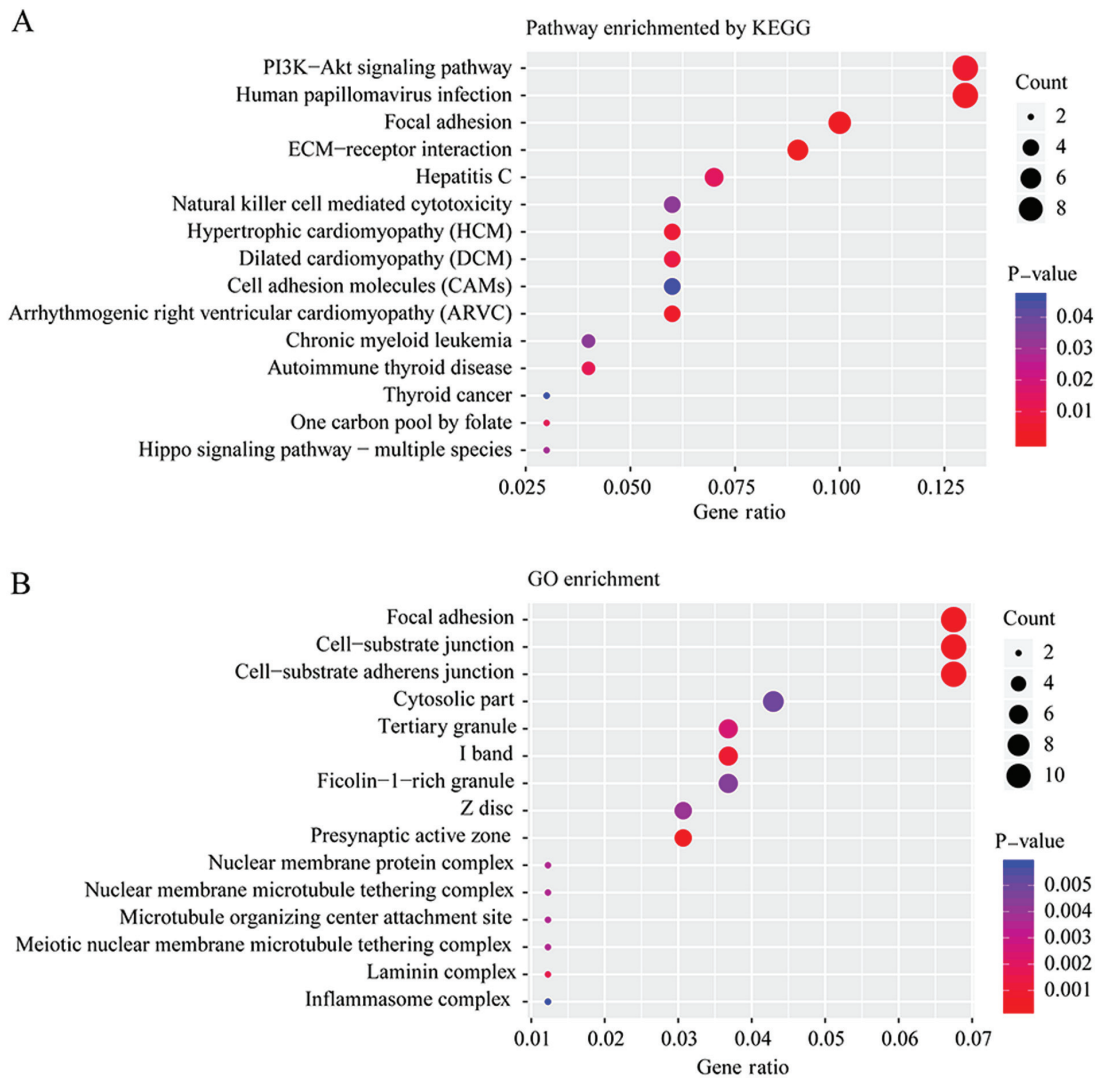 A
Pathway enrichmented by KEGG
PI3K−Akt signaling pathway
Human papillomavirus infection
Focal adhesion
ECM−receptor interaction
Hepatitis C
Natural killer cell mediated cytotoxicity
Hypertrophic cardiomyopathy (HCM)
Dilated cardiomyopathy (DCM)
Cell adhesion molecules (CAMs)
Arrhythmogenic right ventricular cardiomyopathy (ARVC)
Chronic myeloid leukemia
Autoimmune thyroid disease
Thyroid cancer
One carbon pool by folate
Hippo signaling pathway − multiple species
0.025 0.050 0.075 0.100 0.125
Gene ratio
Count
2
4
6
8
P−value
0.04
0.03
0.02
0.01
B
GO enrichment
Focal adhesion
Cell−substrate junction
Cell−substrate adherens junction
Cytosolic part
Tertiary granule
I band
Ficolin−1−rich granule
Z disc
Presynaptic active zone
Nuclear membrane protein complex
Nuclear membrane microtubule tethering complex
Microtubule organizing center attachment site
Meiotic nuclear membrane microtubule tethering complex
Laminin complex
Inflammasome complex
0.01 0.02 0.03 0.04 0.05 0.06 0.07
Gene ratio
Count
2
4
6
8
10
P−value
0.005
0.004
0.003
0.002
0.001